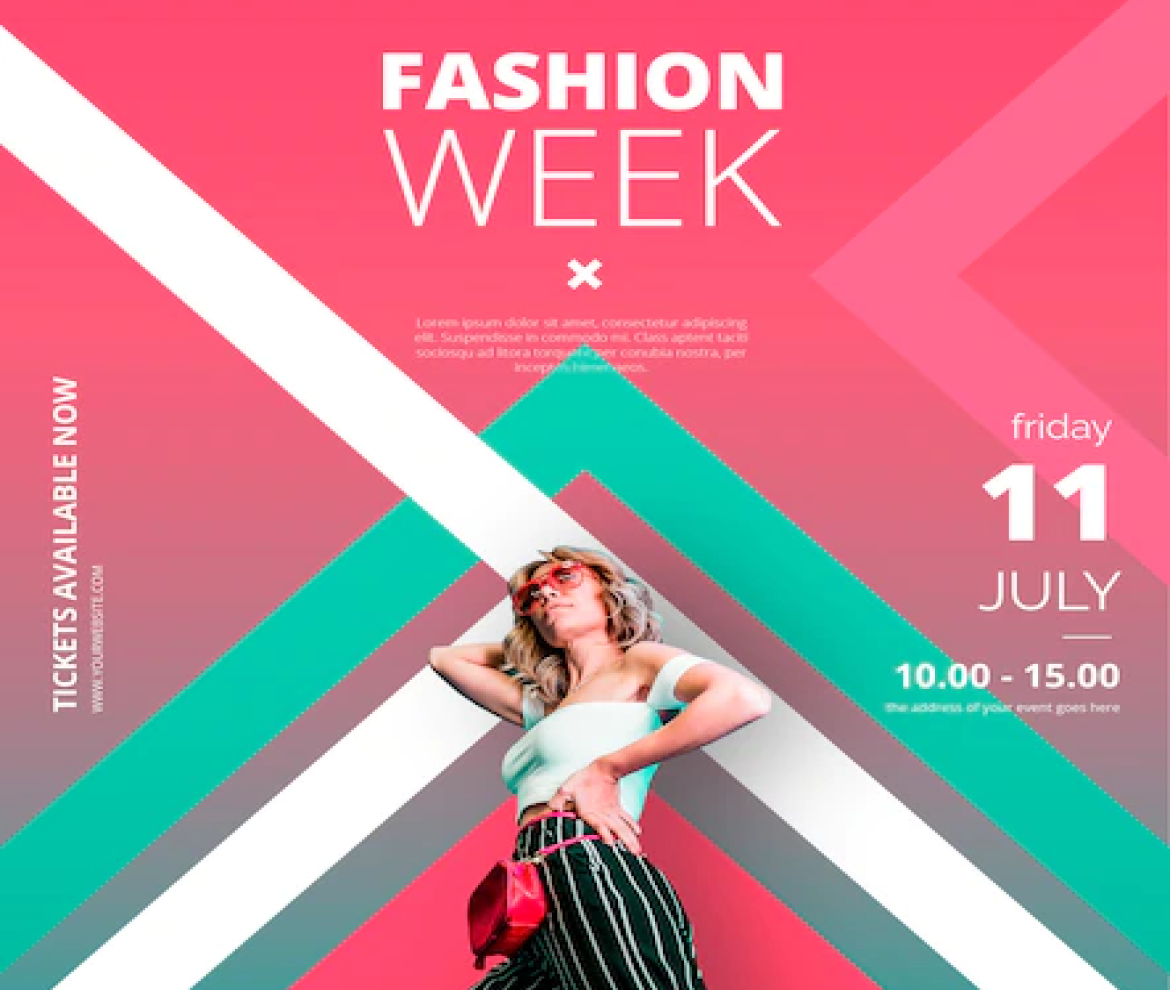 FASHION
WEEK
Lorem ipsum dolor sit amet, consectetur adipiscing
elit. Suspendisse in commodo mi. Class aptent taciti
sociosqu ad litora torquent per conubia nostra, per
inceptos himenaeos.
TICKETS AVAILABLE NOW
WWW.YOURWEBSITE.COM
friday
11
JULY
10.00 - 15.00
the address of your event goes here